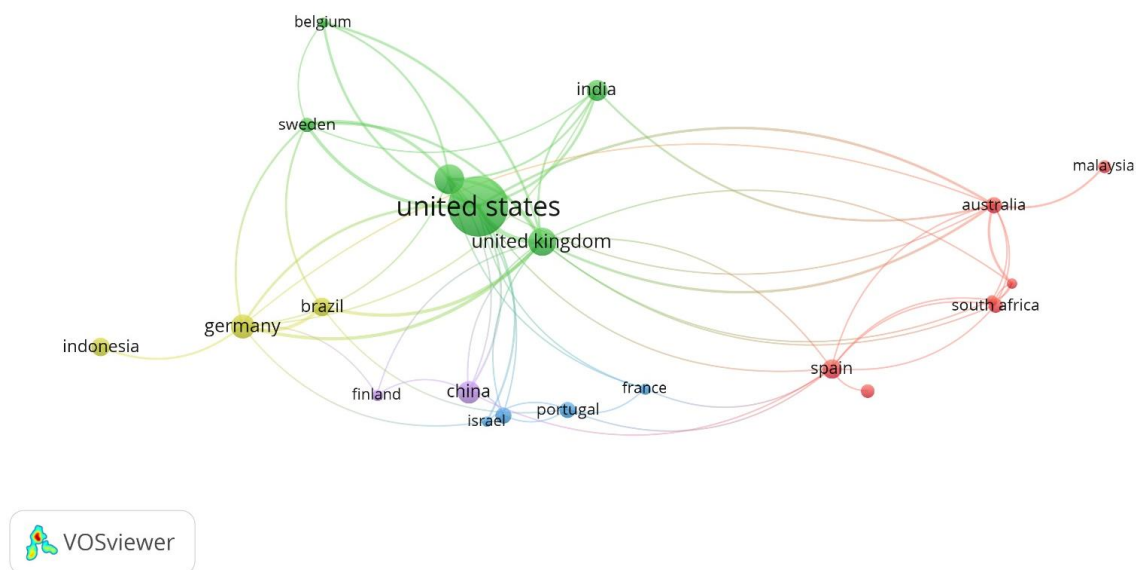 belgium
india
sweden
malaysia
united states
australia
united kingdom
brazil
south africa
germany
indonesia
spain
france
china
finland
portugal
israel
VOSviewer